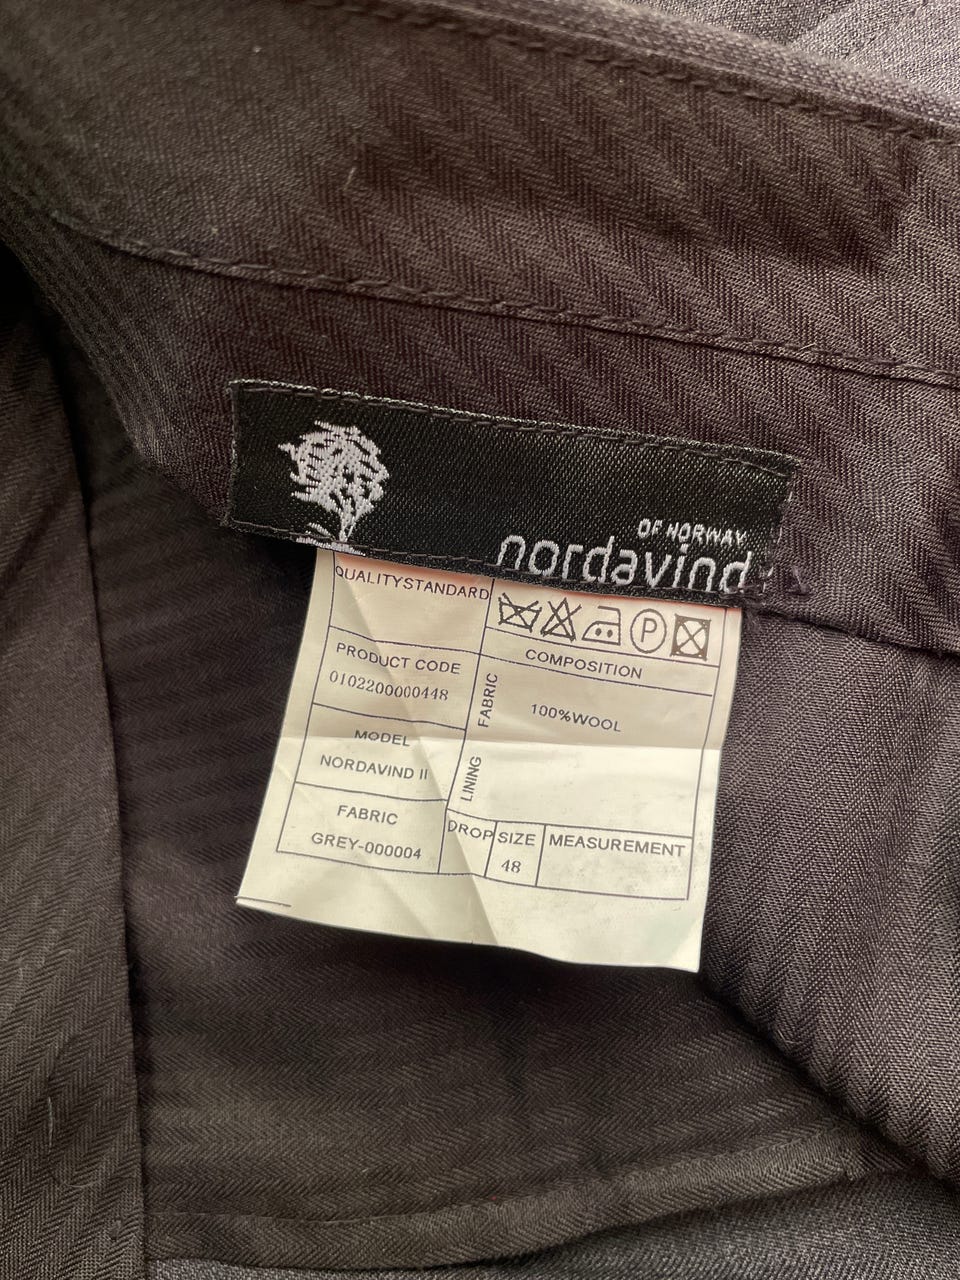 OF NORWAY
nordavind
QUALITYSTANDARD
P
PRODUCT CODE
0102200000448
MODEL
NORDAVIND II
FABRIC
GREY-000004
COMPOSITION
FABRIC
100%WOOL
LINING
DROP
SIZE
48
MEASUREMENT